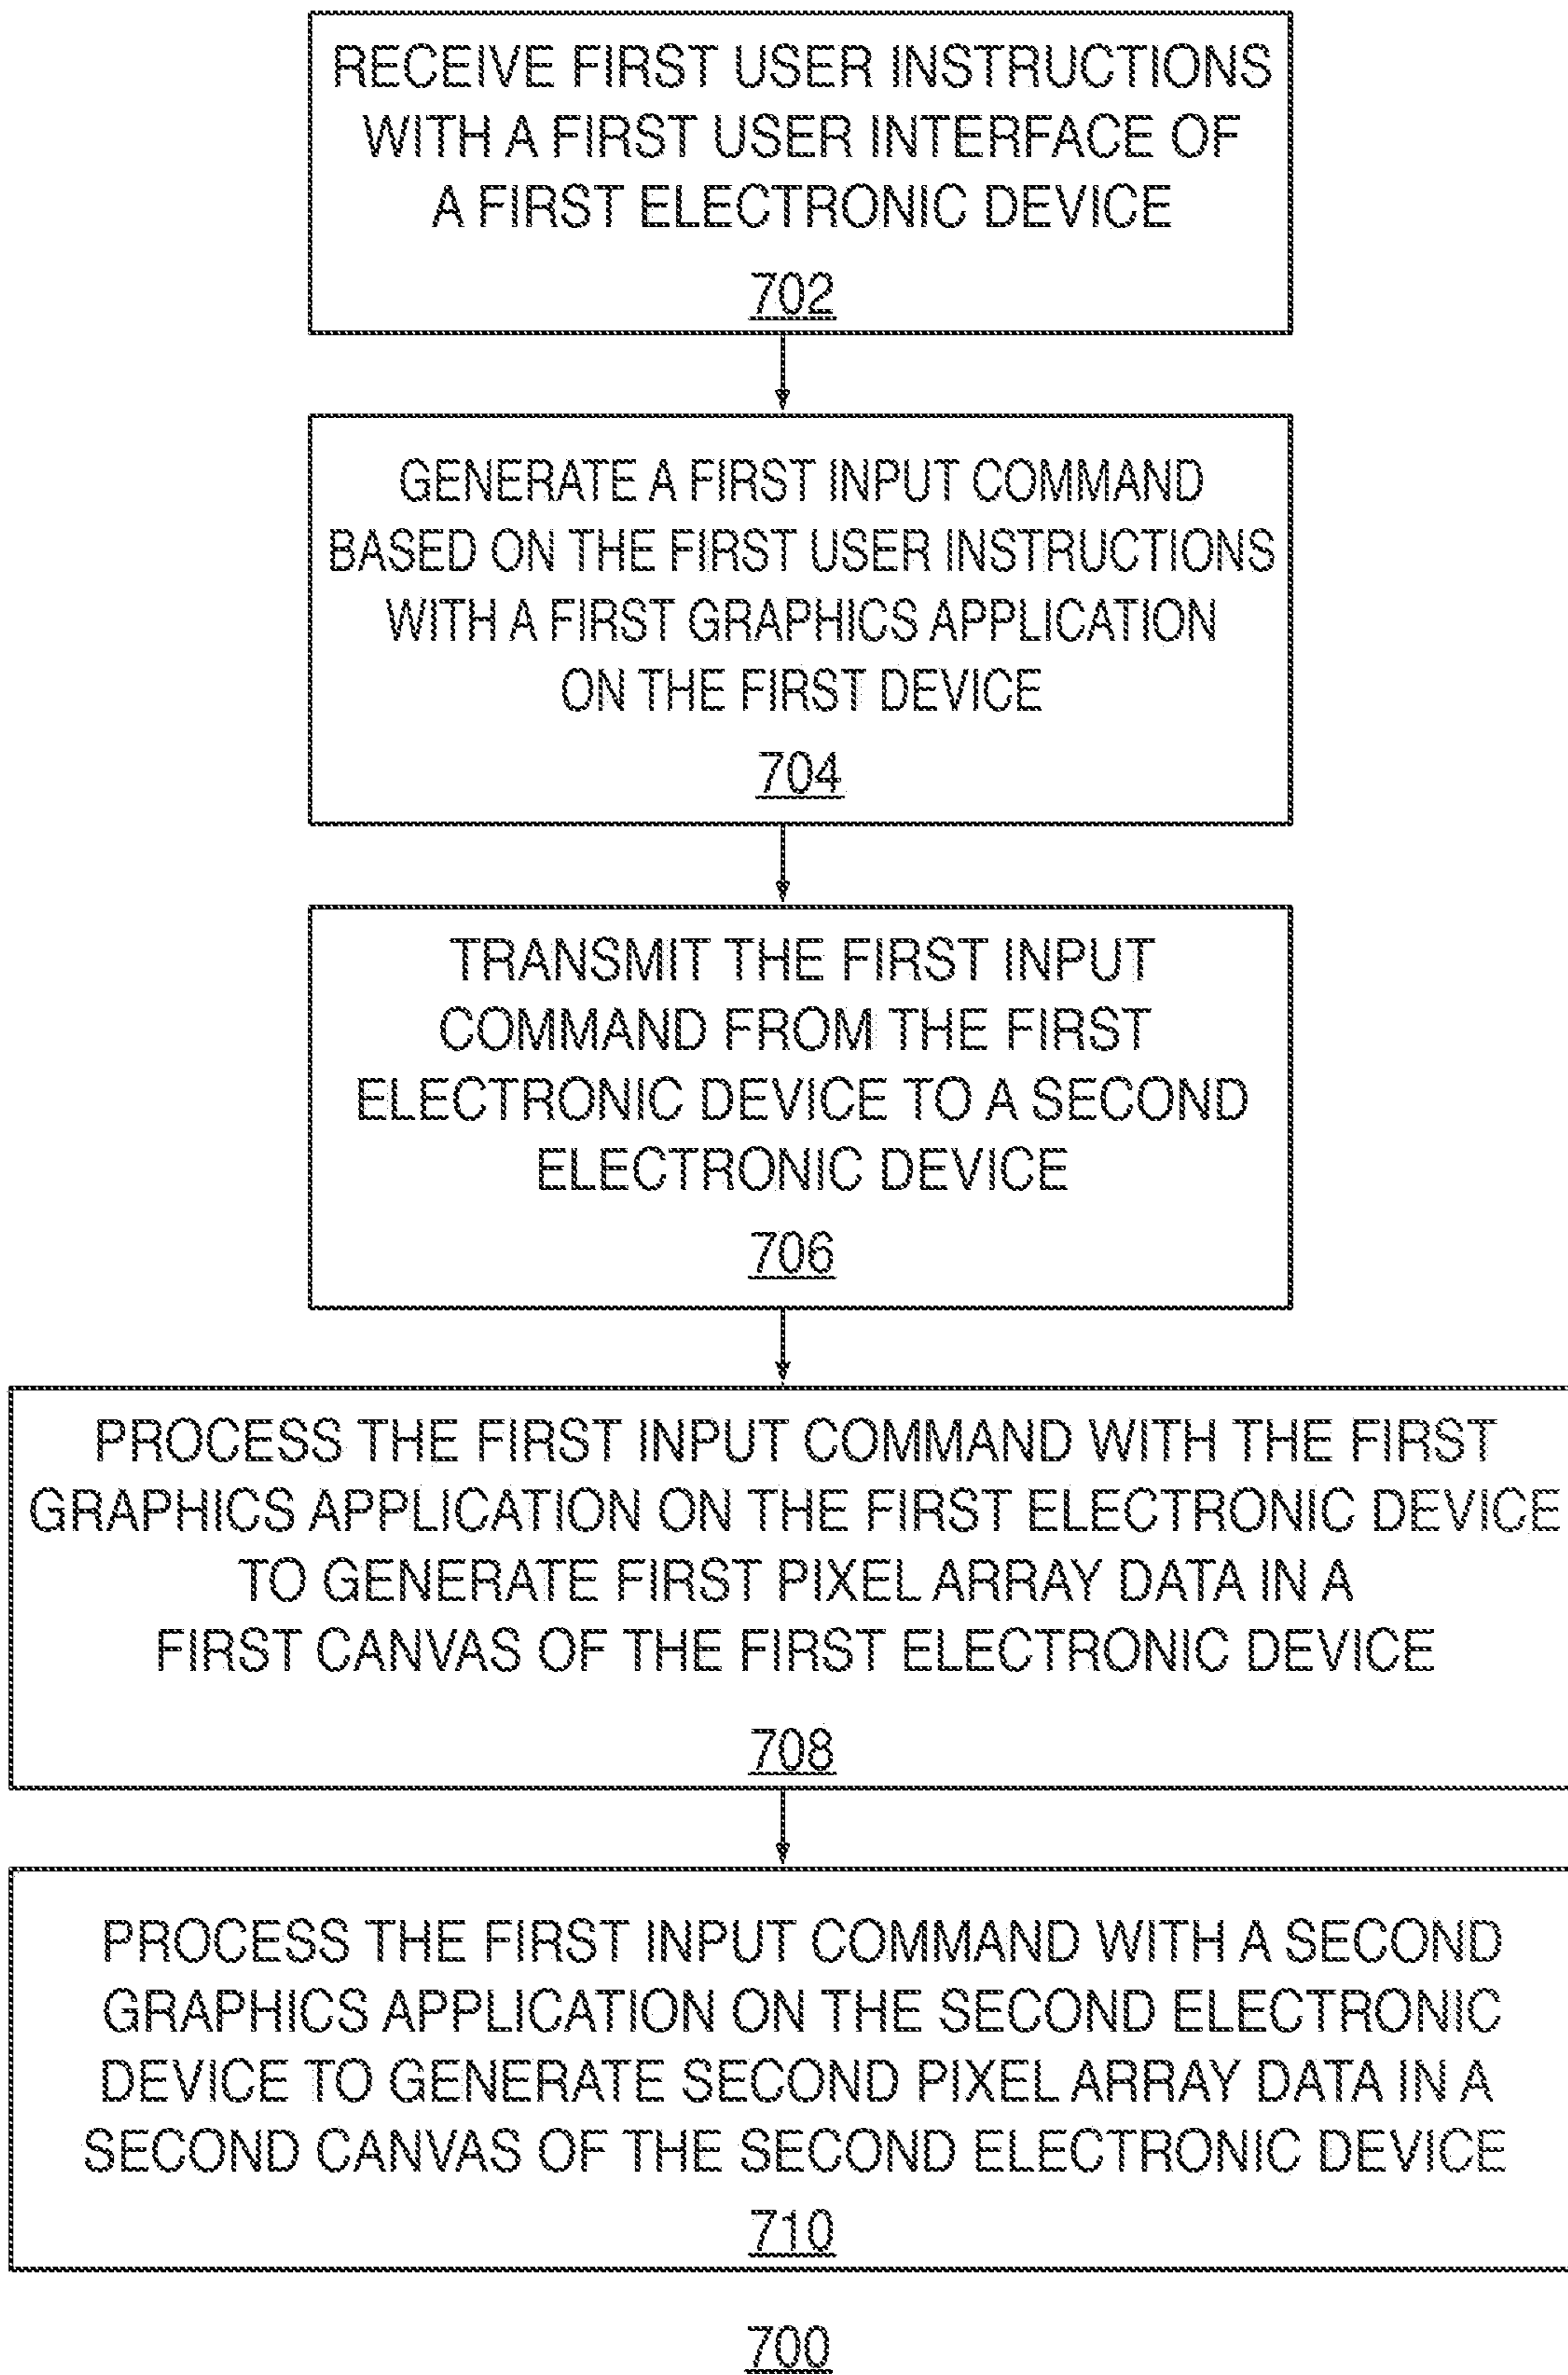 RECEIVE FIRST USER INSTRUCTIONS
WITH A FIRST USER INTERFACE OF
A FIRST ELECTRONIC DEVICE
702
GENERATE A FIRST INPUT COMMAND
BASED ON THE FIRST USER INSTRUCTIONS
WITH A FIRST GRAPHICS APPLICATION
ON THE FIRST DEVICE
704
TRANSMIT THE FIRST INPUT
COMMAND FROM THE FIRST
ELECTRONIC DEVICE TO A SECOND
ELECTRONIC DEVICE
706
PROCESS THE FIRST INPUT COMMAND WITH THE FIRST
GRAPHICS APPLICATION ON THE FIRST ELECTRONIC DEVICE
TO GENERATE FIRST PIXEL ARRAY DATA IN A
FIRST CANVAS OF THE FIRST ELECTRONIC DEVICE
708
PROCESS THE FIRST INPUT COMMAND WITH A SECOND
GRAPHICS APPLICATION ON THE SECOND ELECTRONIC
DEVICE TO GENERATE SECOND PIXEL ARRAY DATA IN A
SECOND CANVAS OF THE SECOND ELECTRONIC DEVICE
710
700